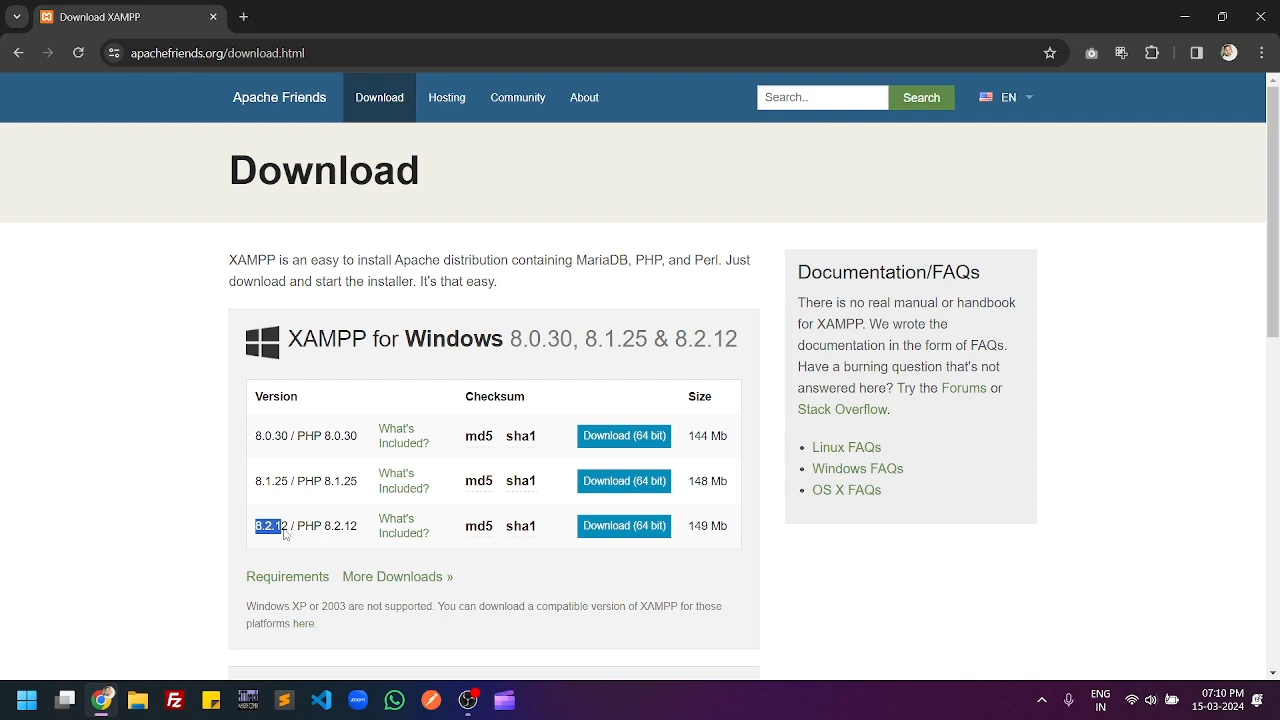 Download XAMPP
apachefriends.org/download.html
Apache Friends Download Hosting Community About Search.. Search EN
Download
XAMPP is an easy to install Apache distribution containing MariaDB, PHP, and Perl. Just
download and start the installer. It's that easy.
XAMPP for Windows 8.0.30, 8.1.25 & 8.2.12
Version Checksum Size
8.0.30 / PHP 8.0.30 What's Included? md5 sha1 Download (64 bit) 144 Mb
8.1.25 / PHP 8.1.25 What's Included? md5 sha1 Download (64 bit) 148 Mb
8.2.12 / PHP 8.2.12 What's Included? md5 sha1 Download (64 bit) 149 Mb
Requirements More Downloads »
Windows XP or 2003 are not supported. You can download a compatible version of XAMPP for these
platforms here.
Documentation/FAQs
There is no real manual or handbook
for XAMPP. We wrote the
documentation in the form of FAQs.
Have a burning question that's not
answered here? Try the Forums or
Stack Overflow.
Linux FAQs
Windows FAQs
OS X FAQs
zoom
ENG
IN
07:10 PM
15-03-2024